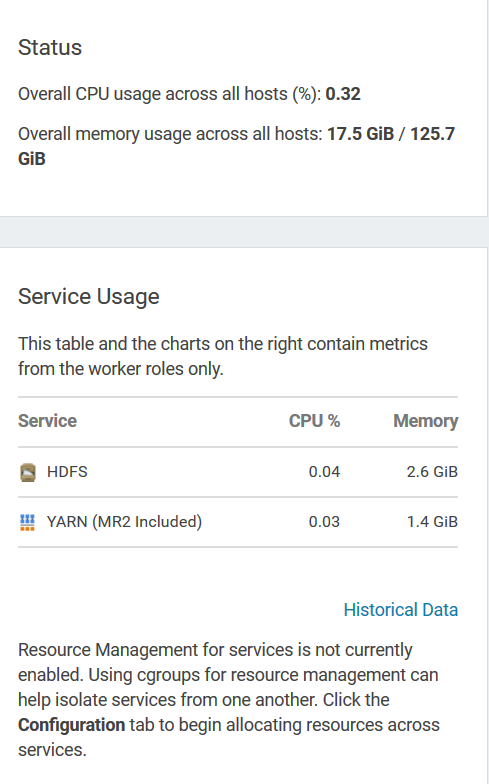 Status
Overall CPU usage across all hosts (%): 0.32
Overall memory usage across all hosts: 17.5 GiB / 125.7
GiB
Service Usage
This table and the charts on the right contain metrics
from the worker roles only.
Service CPU % Memory
HDFS 0.04 2.6 GiB
YARN (MR2 Included) 0.03 1.4 GiB
Historical Data
Resource Management for services is not currently
enabled. Using cgroups for resource management can
help isolate services from one another. Click the
Configuration tab to begin allocating resources across
services.